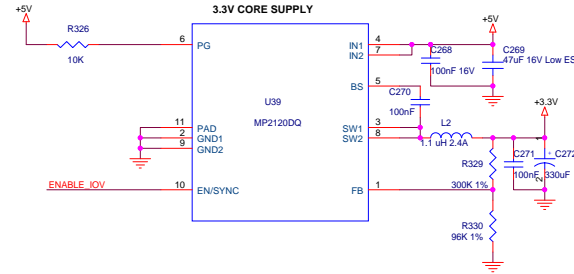 3.3V CORE SUPPLY
+5V
R326
10K
6
PG
IN1
4
IN2
7
+5V
C268
100nF 16V
C269
47uF 16V Low ES
BS
5
C270
100nF
U39
MP2120DQ
11
PAD
2
GND1
9
GND2
SW1
3
SW2
8
L2
1.1 uH 2.4A
+3.3V
1
R329
300K 1%
C271
100nF
C272
330uF
2
+
ENABLE_IOV
10
EN/SYNC
FB
1
R330
96K 1%